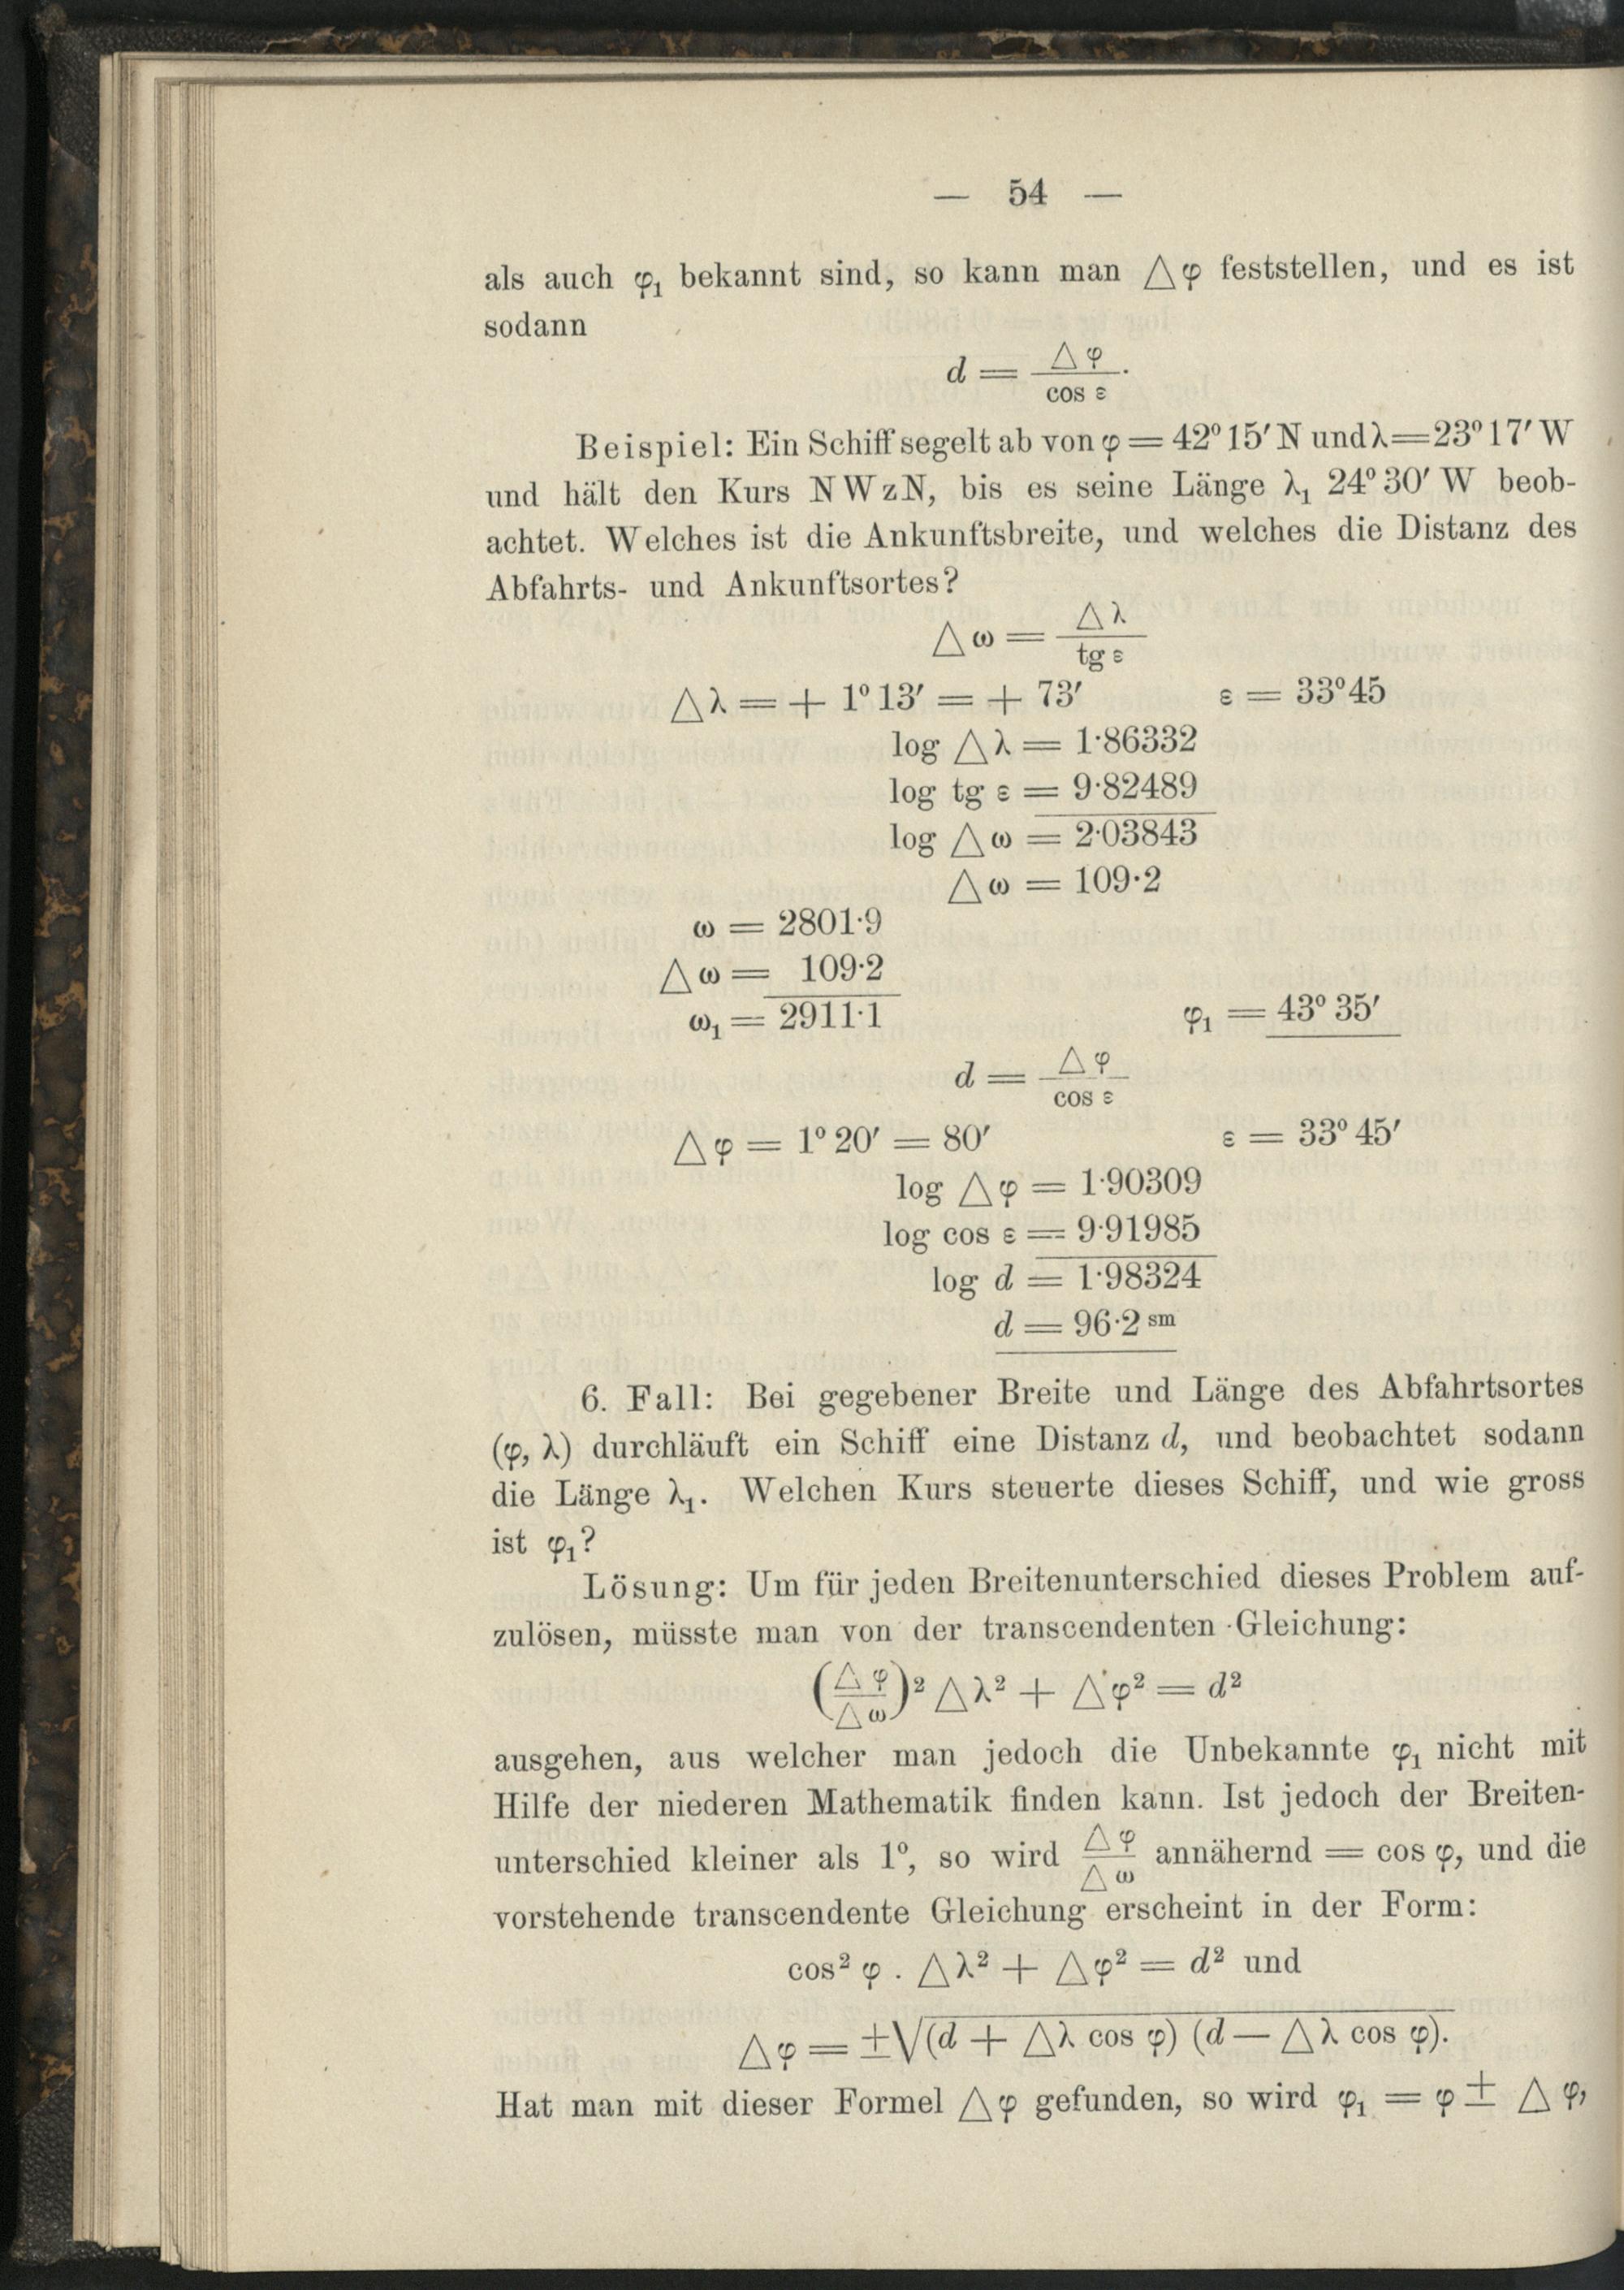 — 54 —
als auch φ₁ bekannt sind, so kann man △φ feststellen, und es ist
sodann
d = △φ / cos ε.
Beispiel: Ein Schiff segelt ab von φ = 42° 15′ N und λ = 23° 17′ W
und hält den Kurs NWzN, bis es seine Länge λ₁ 24° 30′ W beob-
achtet. Welches ist die Ankunftsbreite, und welches die Distanz des
Abfahrts- und Ankunftsortes?
△ω = △λ / tg ε
△λ = + 1° 13′ = + 73′ ε = 33° 45
log △λ = 1·86332
log tg ε = 9·82489
log △ω = 2·03843
△ω = 109·2
ω = 2801·9
△ω = 109·2
ω₁ = 2911·1 φ₁ = 43° 35′
d = △φ / cos ε
△φ = 1° 20′ = 80′ ε = 33° 45′
log △φ = 1·90309
log cos ε = 9·91985
log d = 1·98324
d = 96·2 sm
6. Fall: Bei gegebener Breite und Länge des Abfahrtsortes
(φ, λ) durchläuft ein Schiff eine Distanz d, und beobachtet sodann
die Länge λ₁. Welchen Kurs steuerte dieses Schiff, und wie gross
ist φ₁?
Lösung: Um für jeden Breitenunterschied dieses Problem auf-
zulösen, müsste man von der transcendenten Gleichung:
(△φ / △ω)² △λ² + △φ² = d²
ausgehen, aus welcher man jedoch die Unbekannte φ₁ nicht mit
Hilfe der niederen Mathematik finden kann. Ist jedoch der Breiten-
unterschied kleiner als 1°, so wird △φ / △ω annähernd = cos φ, und die
vorstehende transcendente Gleichung erscheint in der Form:
cos² φ . △λ² + △φ² = d² und
△φ = ±√(d + △λ cos φ) (d — △λ cos φ).
Hat man mit dieser Formel △φ gefunden, so wird φ₁ = φ ± △φ,